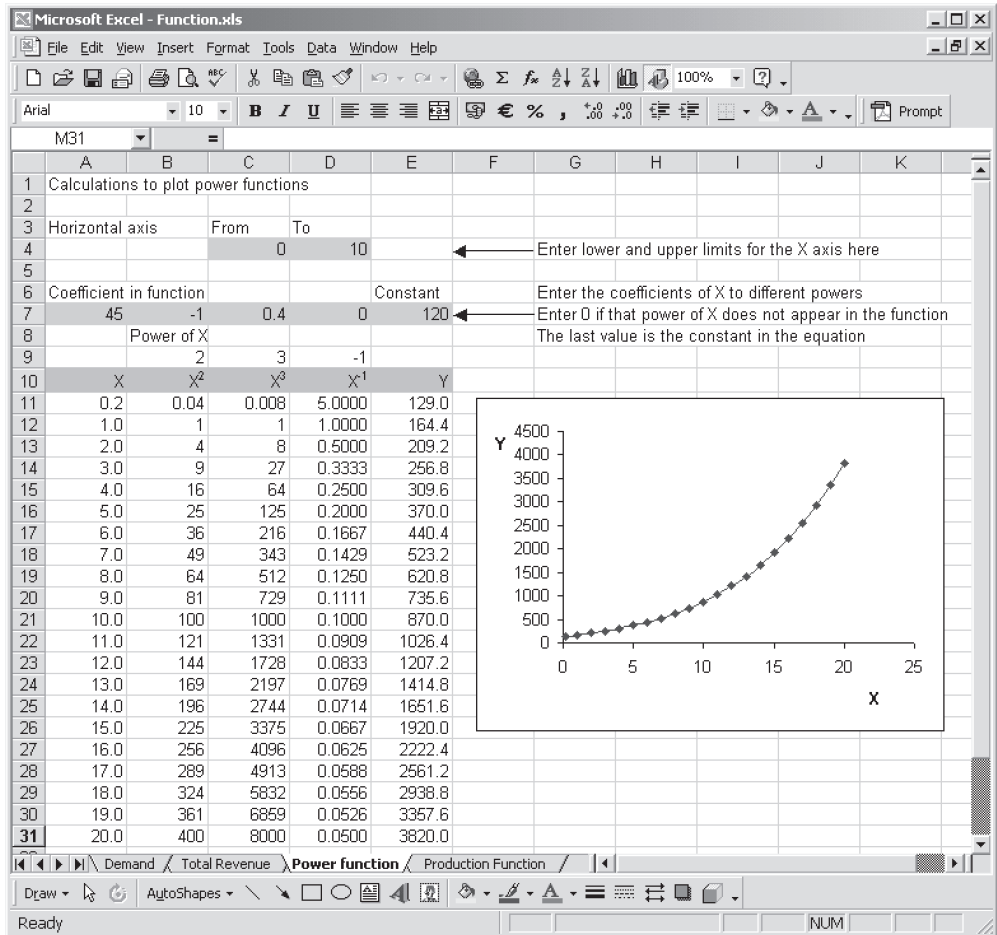 Microsoft Excel - Function.xls
File Edit View Insert Format Tools Data Window Help
100%
Arial 10 B I U € % , Prompt
M31 =
A B C D E F G H I J K
1 Calculations to plot power functions
2
3 Horizontal axis From To
4 0 10 Enter lower and upper limits for the X axis here
5
6 Coefficient in function Constant Enter the coefficients of X to different powers
7 45 -1 0.4 0 120 Enter 0 if that power of X does not appear in the function
8 Power of X The last value is the constant in the equation
9 2 3 -1
10 X X² X³ X⁻¹ Y
11 0.2 0.04 0.008 5.0000 129.0
12 1.0 1 1 1.0000 164.4
13 2.0 4 8 0.5000 209.2
14 3.0 9 27 0.3333 256.8
15 4.0 16 64 0.2500 309.6
16 5.0 25 125 0.2000 370.0
17 6.0 36 216 0.1667 440.4
18 7.0 49 343 0.1429 523.2
19 8.0 64 512 0.1250 620.8
20 9.0 81 729 0.1111 735.6
21 10.0 100 1000 0.1000 870.0
22 11.0 121 1331 0.0909 1026.4
23 12.0 144 1728 0.0833 1207.2
24 13.0 169 2197 0.0769 1414.8
25 14.0 196 2744 0.0714 1651.6
26 15.0 225 3375 0.0667 1920.0
27 16.0 256 4096 0.0625 2222.4
28 17.0 289 4913 0.0588 2561.2
29 18.0 324 5832 0.0556 2938.8
30 19.0 361 6859 0.0526 3357.6
31 20.0 400 8000 0.0500 3820.0
Y
4500
4000
3500
3000
2500
2000
1500
1000
500
0
0 5 10 15 20 25
X
Demand Total Revenue Power function Production Function
Draw AutoShapes
Ready NUM